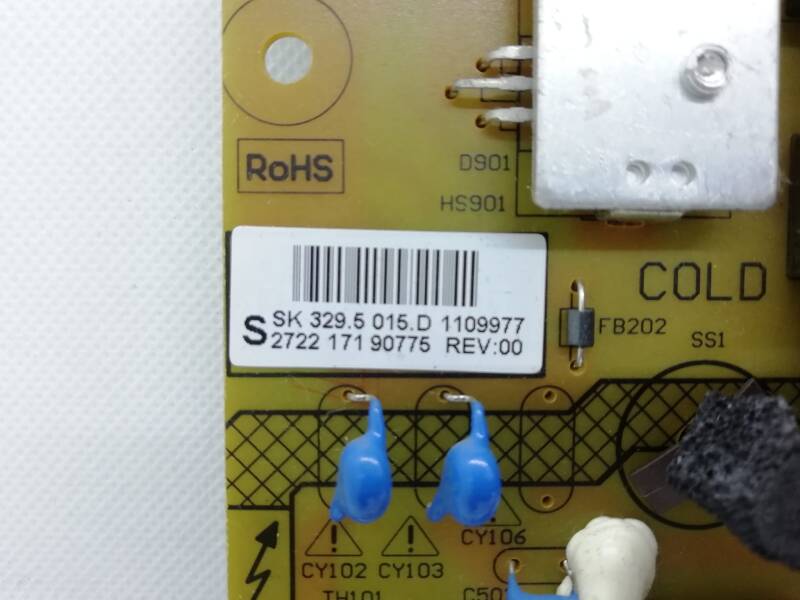 RoHS
D901
HS901
COLD
S
SK 329.5 015.D 1109977
2722 171 90775 REV:00
FB202
SS1
CY106
CY102 CY103
TH101